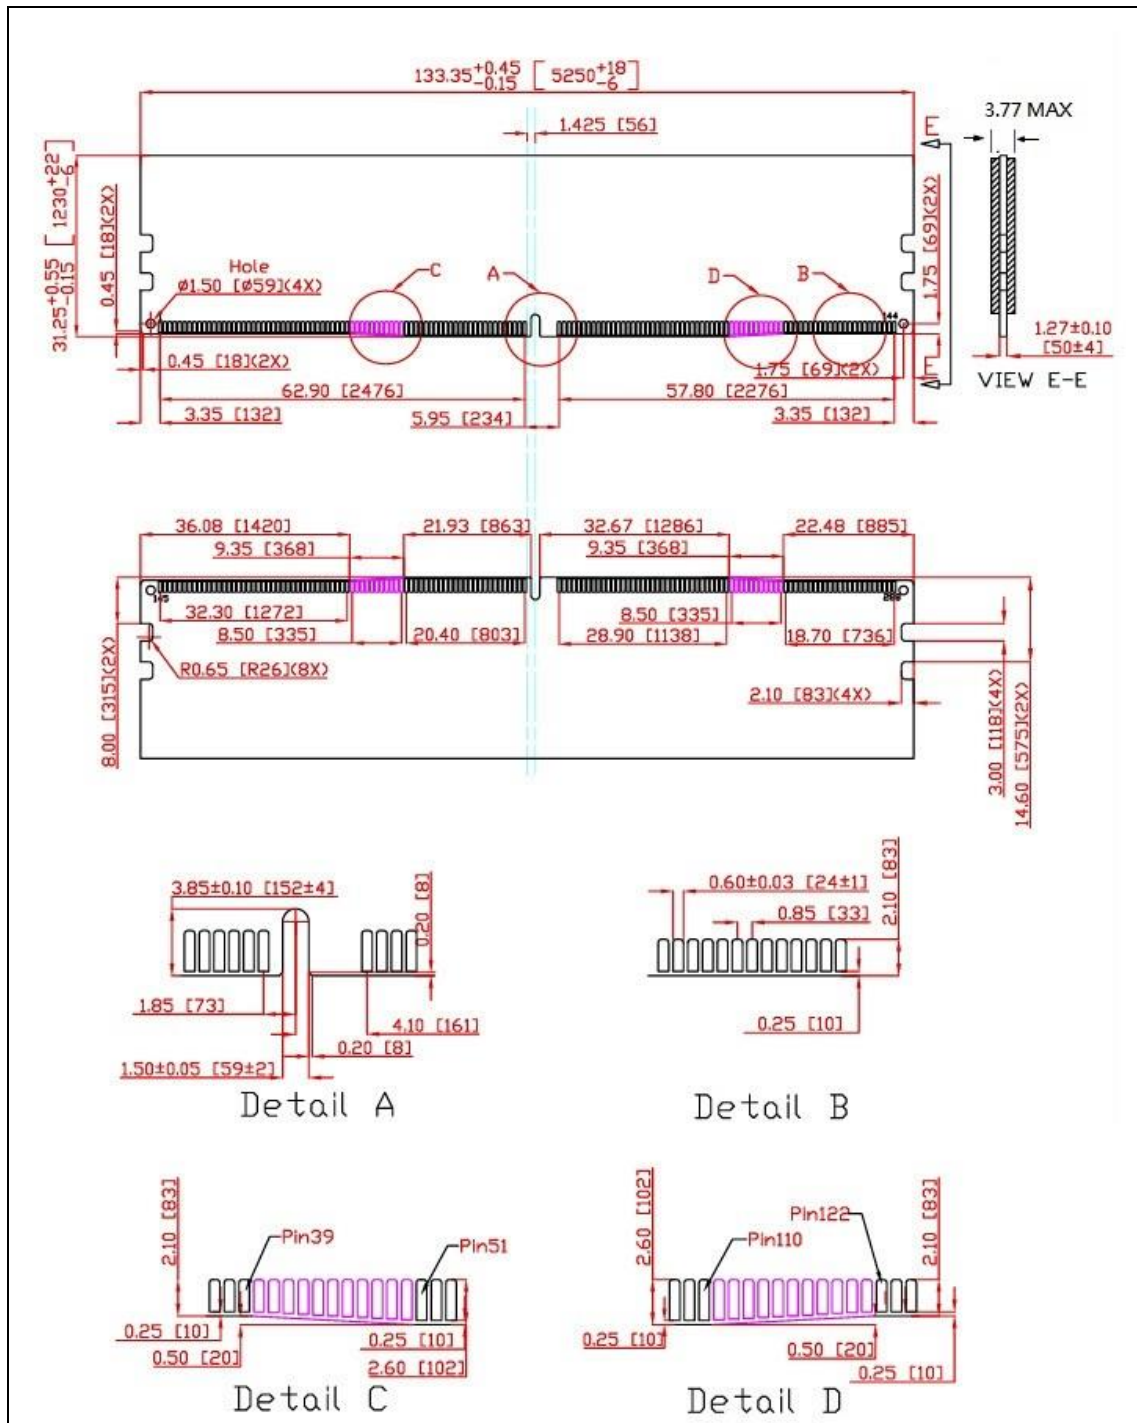 133.35+0.45 -0.15 [5250+18 -6]
1.425 [56]
3.77 MAX
E
31.25+0.55 -0.15 [1230+22 -6]
0.45 [18](2X)
1.75 [69](2X)
Hole
Ø1.50 [Ø59](4X)
C
A
D
B
144
1.27±0.10
[50±4]
0.45 [18](2X)
1.75 [69](2X)
E
VIEW E-E
62.90 [2476]
57.80 [2276]
3.35 [132]
5.95 [234]
3.35 [132]
36.08 [1420]
21.93 [863]
32.67 [1286]
22.48 [885]
9.35 [368]
9.35 [368]
145
288
32.30 [1272]
8.50 [335]
8.50 [335]
20.40 [803]
28.90 [1138]
18.70 [736]
R0.65 [R26](8X)
8.00 [315](2X)
2.10 [83](4X)
3.00 [118](4X)
14.60 [575](2X)
3.85±0.10 [152±4]
0.20 [8]
1.85 [73]
4.10 [161]
0.20 [8]
1.50±0.05 [59±2]
Detail A
0.60±0.03 [24±1]
2.10 [83]
0.85 [33]
0.25 [10]
Detail B
2.10 [83]
Pin39
Pin51
0.25 [10]
0.25 [10]
0.50 [20]
2.60 [102]
Detail C
2.60 [102]
Pin122
Pin110
2.10 [83]
0.25 [10]
0.50 [20]
0.25 [10]
Detail D